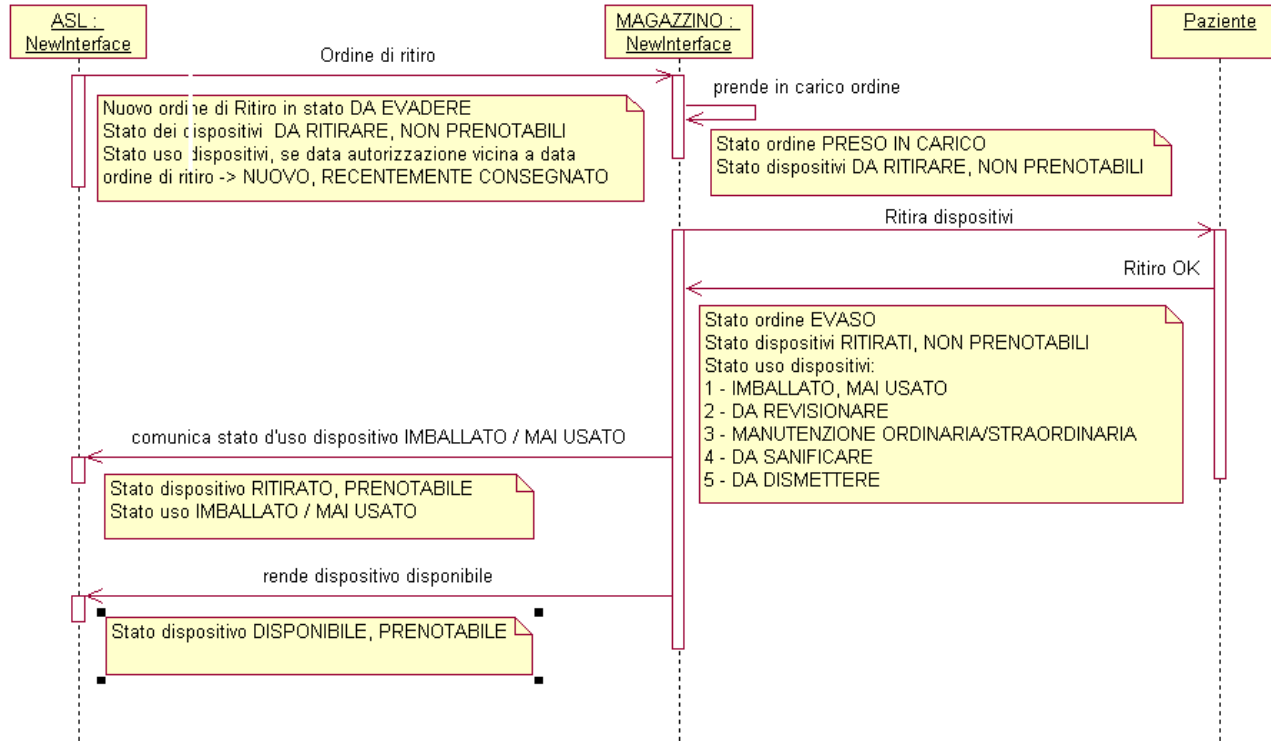 ASL :
NewInterface
MAGAZZINO :
NewInterface
Paziente
Ordine di ritiro
Nuovo ordine di Ritiro in stato DA EVADERE
Stato dei dispositivi DA RITIRARE, NON PRENOTABILI
Stato uso dispositivi, se data autorizzazione vicina a data
ordine di ritiro -> NUOVO, RECENTEMENTE CONSEGNATO
prende in carico ordine
Stato ordine PRESO IN CARICO
Stato dispositivi DA RITIRARE, NON PRENOTABILI
Ritira dispositivi
Ritiro OK
Stato ordine EVASO
Stato dispositivi RITIRATI, NON PRENOTABILI
Stato uso dispositivi:
1 - IMBALLATO, MAI USATO
2 - DA REVISIONARE
3 - MANUTENZIONE ORDINARIA/STRAORDINARIA
4 - DA SANIFICARE
5 - DA DISMETTERE
comunica stato d'uso dispositivo IMBALLATO / MAI USATO
Stato dispositivo RITIRATO, PRENOTABILE
Stato uso IMBALLATO / MAI USATO
rende dispositivo disponibile
Stato dispositivo DISPONIBILE, PRENOTABILE